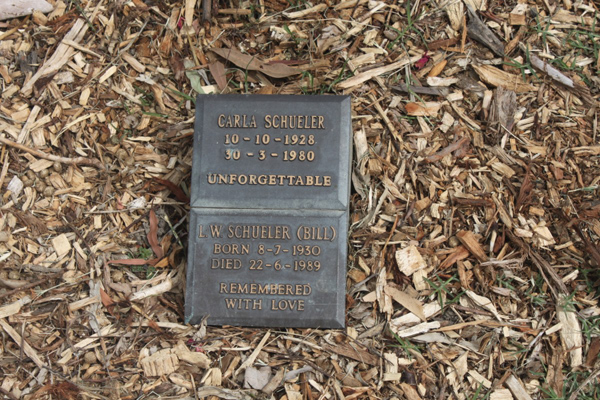 CARLA SCHUELER
10-10-1928
30-3-1980
UNFORGETTABLE
L.W. SCHUELER (BILL)
BORN 8-7-1930
DIED 22-6-1989
REMEMBERED
WITH LOVE